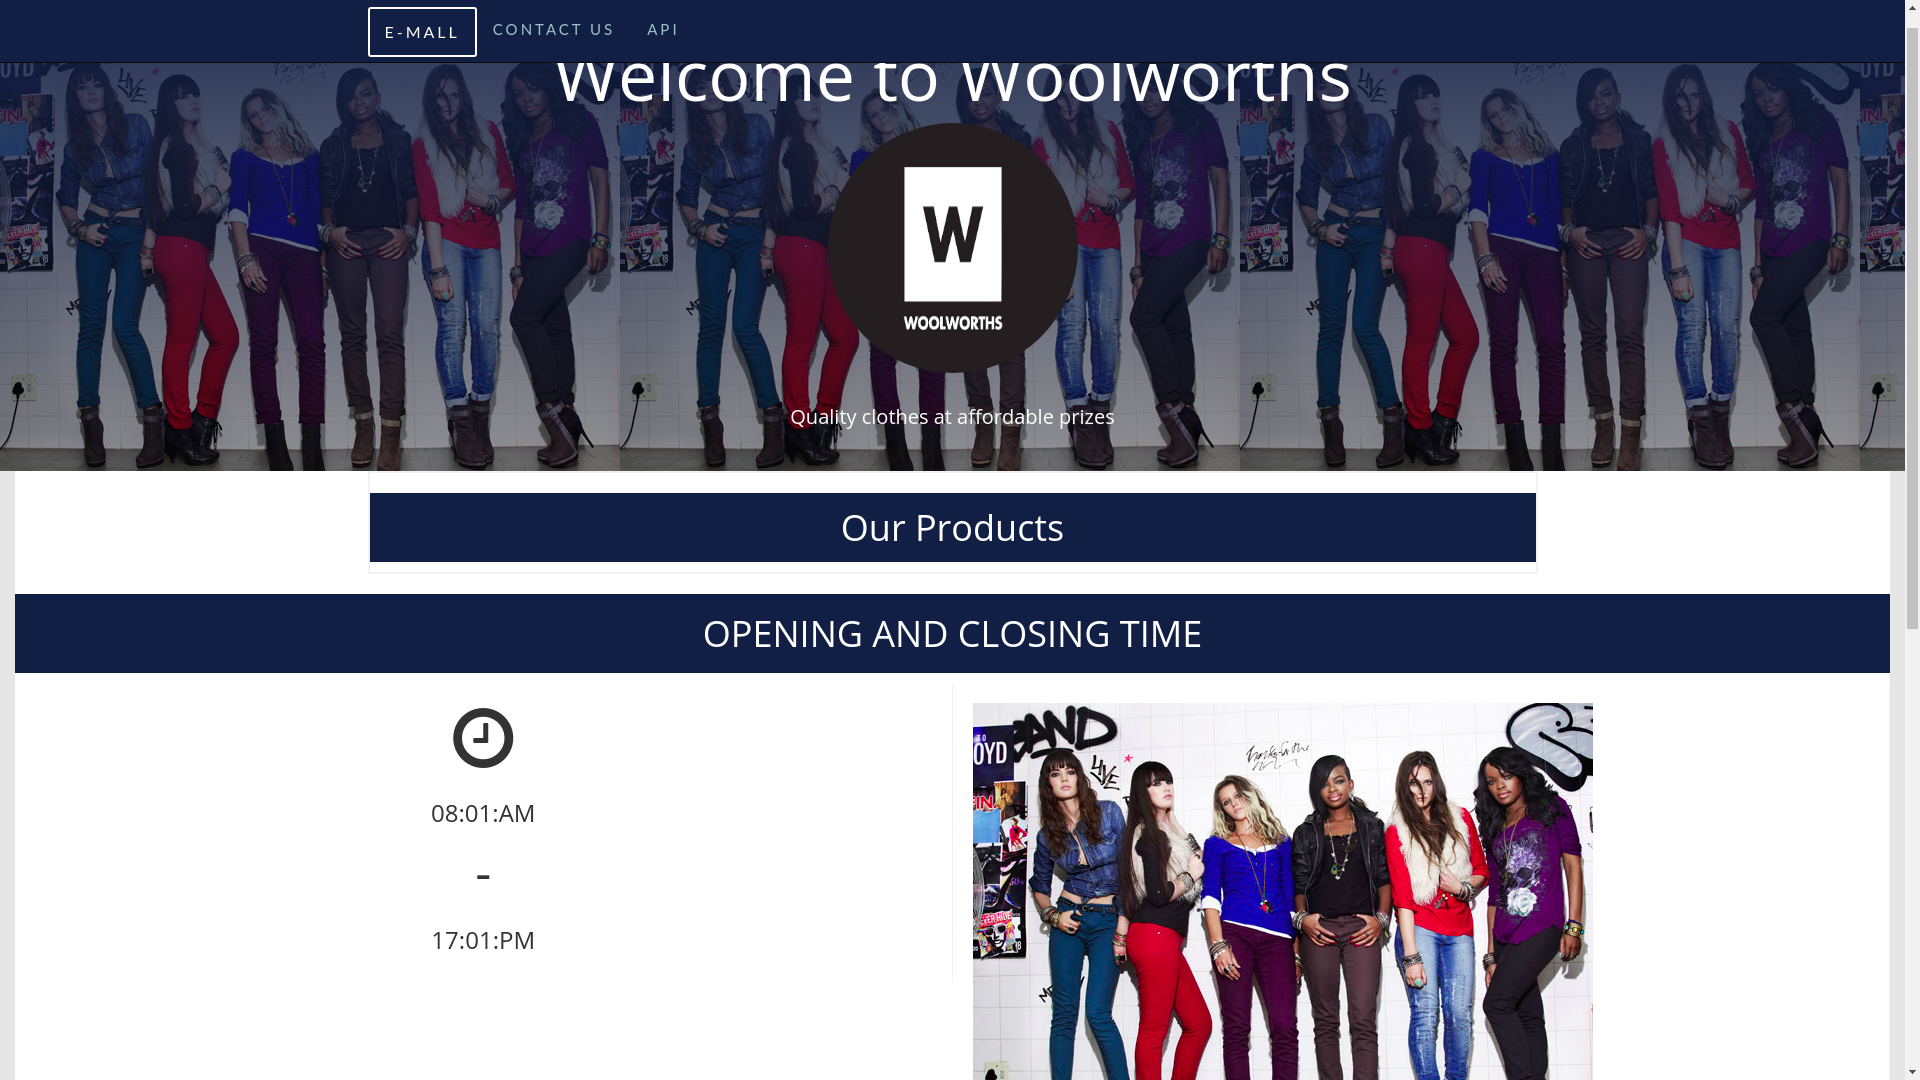 E-MALL
CONTACT US
API
Welcome to Woolworths
W
WOOLWORTHS
Quality clothes at affordable prizes
Our Products
OPENING AND CLOSING TIME
08:01:AM
-
17:01:PM